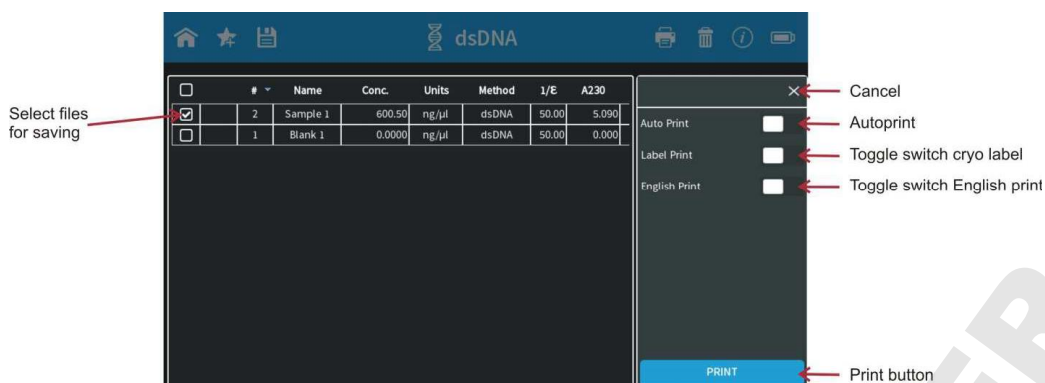 dsDNA
# Name Conc. Units Method 1/ε A230
2 Sample 1 600.50 ng/µl dsDNA 50.00 5.090
1 Blank 1 0.0000 ng/µl dsDNA 50.00 0.000
Select files
for saving
Cancel
Auto Print
Autoprint
Label Print
Toggle switch cryo label
English Print
Toggle switch English print
PRINT
Print button